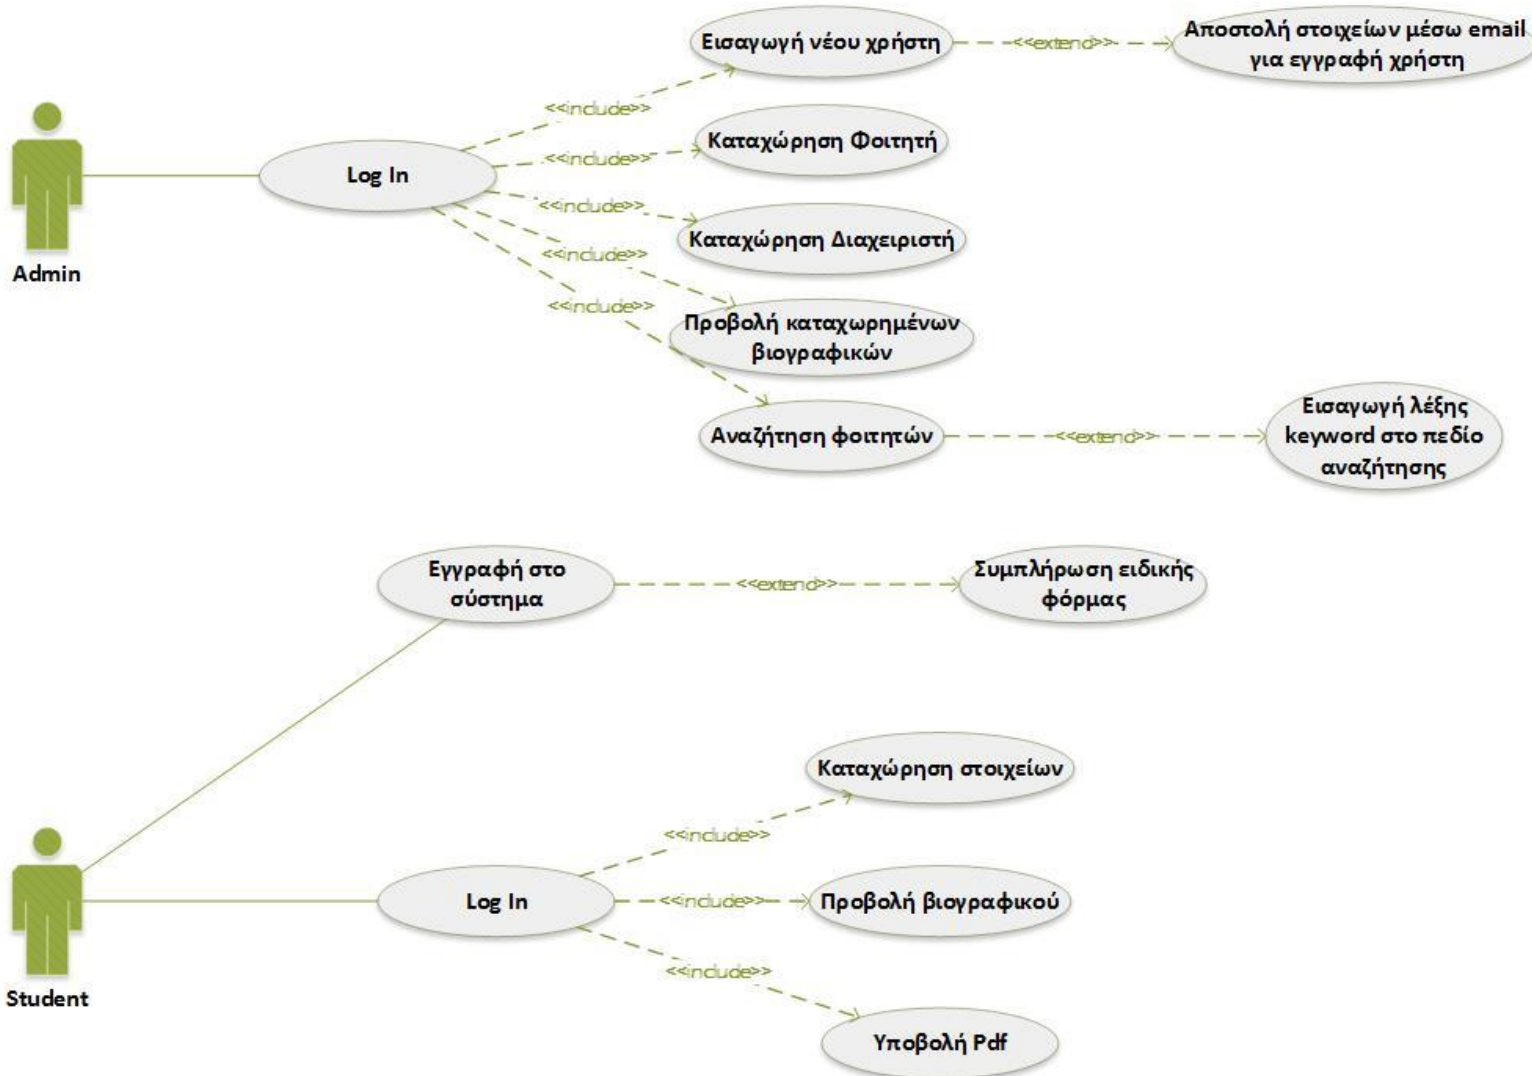 Εισαγωγή νέου χρήστη
<<extend>>
Αποστολή στοιχείων μέσω email
για εγγραφή χρήστη
<<include>>
Καταχώρηση Φοιτητή
<<include>>
Log In
<<include>>
Καταχώρηση Διαχειριστή
<<include>>
Admin
<<include>>
Προβολή καταχωρημένων
βιογραφικών
Αναζήτηση φοιτητών
<<extend>>
Εισαγωγή λέξης
keyword στο πεδίο
αναζήτησης
Εγγραφή στο
σύστημα
<<extend>>
Συμπλήρωση ειδικής
φόρμας
Καταχώρηση στοιχείων
<<include>>
Log In
<<include>>
Προβολή βιογραφικού
<<include>>
Student
Υποβολή Pdf